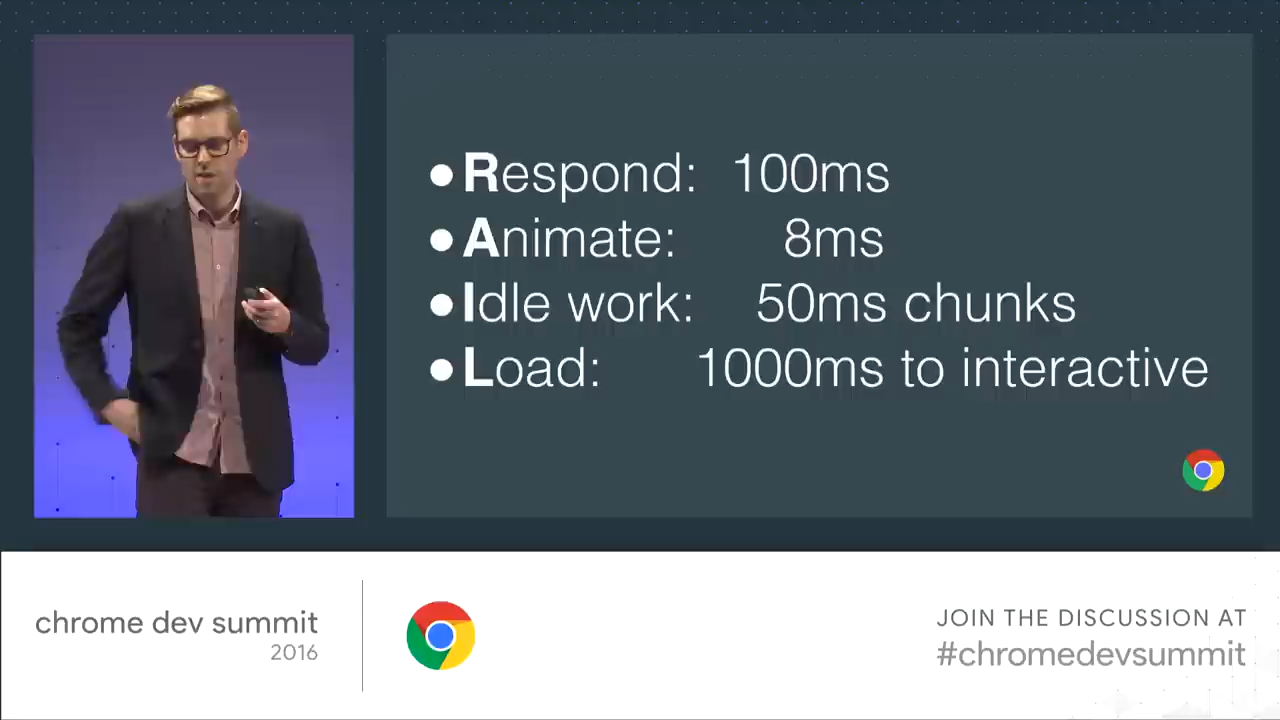 ● Respond: 100ms
● Animate: 8ms
● Idle work: 50ms chunks
● Load: 1000ms to interactive
chrome dev summit
2016
JOIN THE DISCUSSION AT
#chromedevsummit